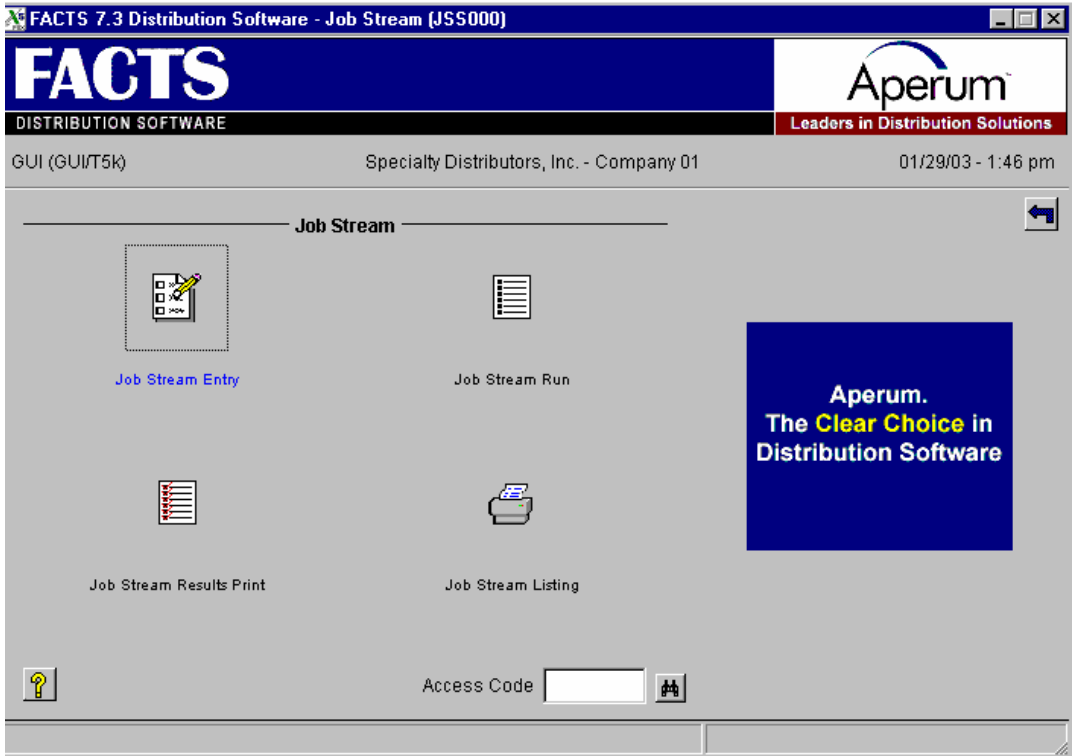 FACTS 7.3 Distribution Software - Job Stream (JSS000)
FACTS
DISTRIBUTION SOFTWARE
Aperum™
Leaders in Distribution Solutions
GUI (GUI/T5k)
Specialty Distributors, Inc. - Company 01
01/29/03 - 1:46 pm
Job Stream
Job Stream Entry
Job Stream Run
Aperum.
The Clear Choice in
Distribution Software
Job Stream Results Print
Job Stream Listing
?
Access Code